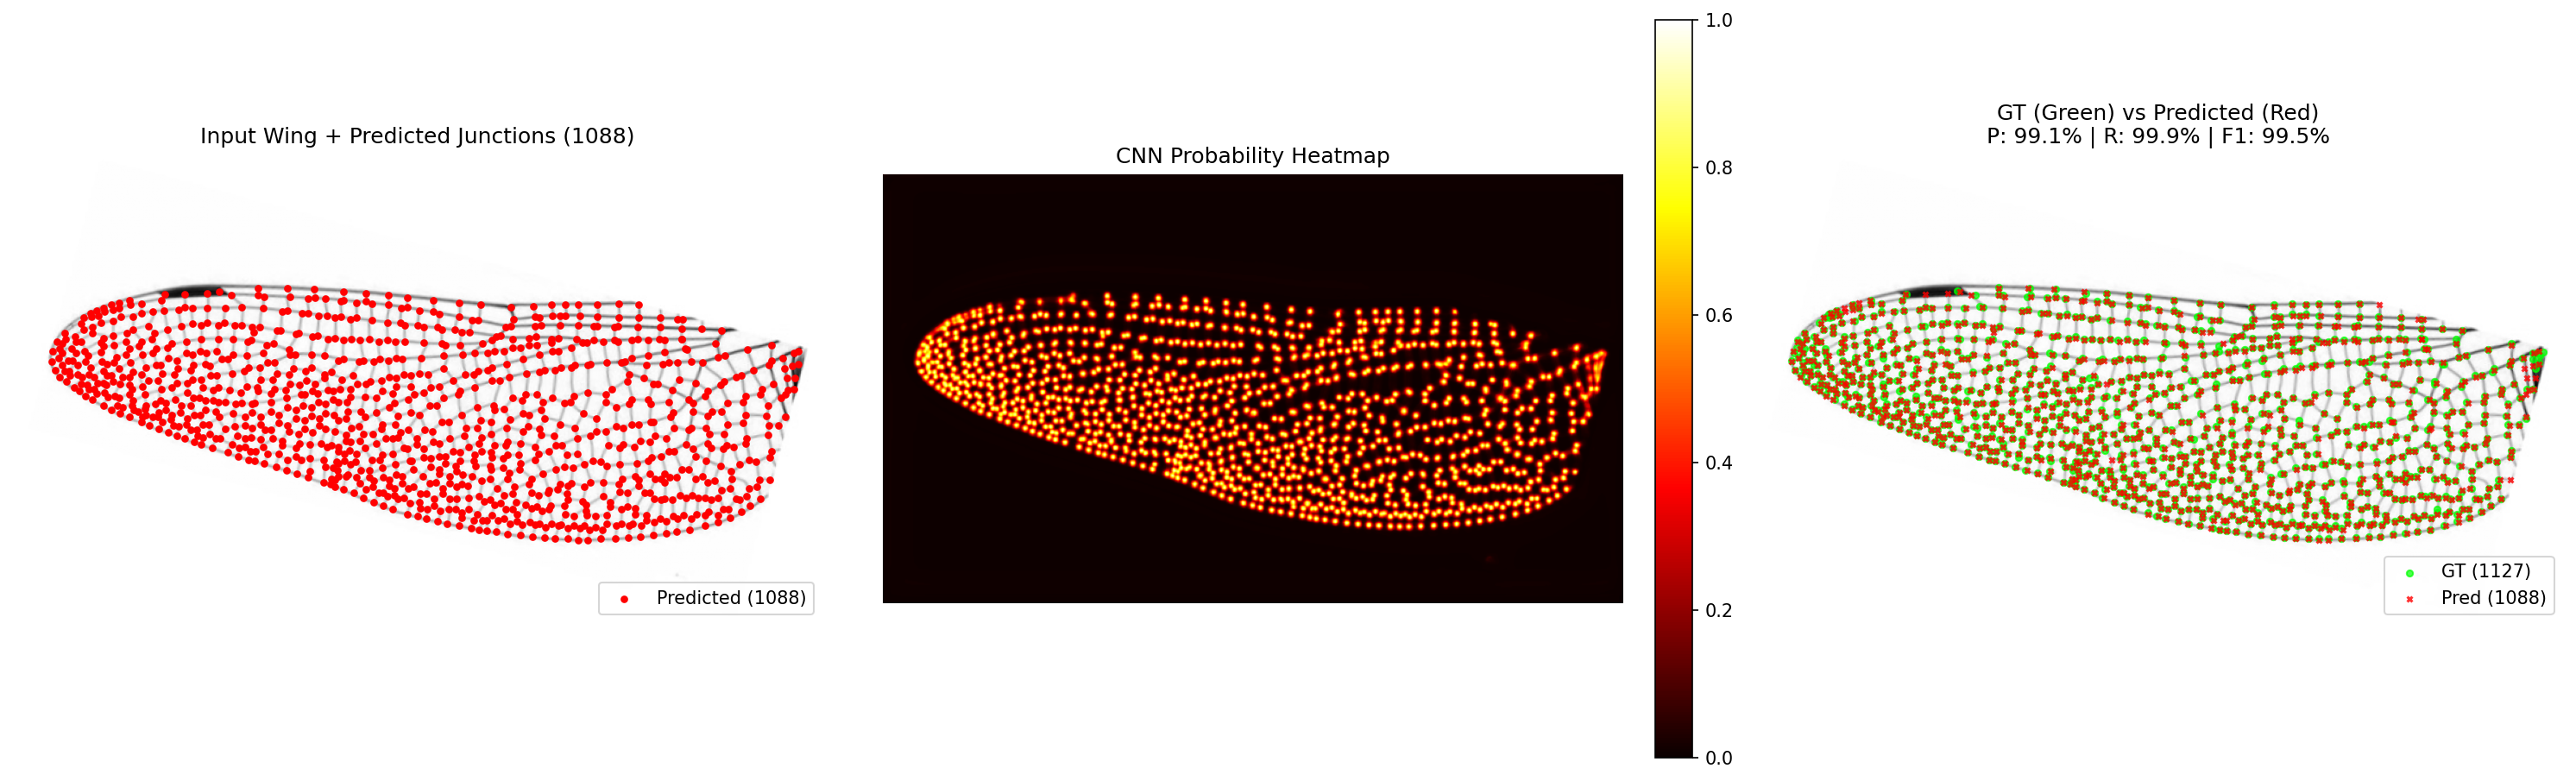 Input Wing + Predicted Junctions (1088)
Predicted (1088)
CNN Probability Heatmap
1.0
0.8
0.6
0.4
0.2
0.0
GT (Green) vs Predicted (Red)
P: 99.1% | R: 99.9% | F1: 99.5%
GT (1127)
Pred (1088)